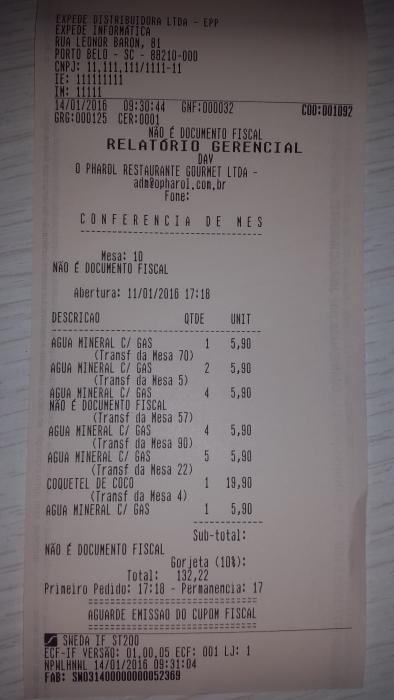 EXPEDE DISTRIBUIDORA LTDA - EPP
EXPEDE INFORMÁTICA
RUA LEONOR BARON, 81
PORTO BELO - SC - 88210-000
CNPJ: 11.111.111/1111-11
IE: 111111111
IM: 11111
14/01/2016 09:30:44 GNF:000032 COO:001092
GRG:000125 CER:0001
NÃO É DOCUMENTO FISCAL
RELATÓRIO GERENCIAL
DAV
O PHAROL RESTAURANTE GOURMET LTDA -
adm@opharol.com.br
Fone:
CONFERENCIA DE MES
Mesa: 10
NÃO É DOCUMENTO FISCAL
Abertura: 11/01/2016 17:18
DESCRICAO QTDE UNIT
AGUA MINERAL C/ GAS 1 5,90
(Transf da Mesa 70)
AGUA MINERAL C/ GAS 2 5,90
(Transf da Mesa 5)
AGUA MINERAL C/ GAS 4 5,90
NÃO É DOCUMENTO FISCAL
(Transf da Mesa 57)
AGUA MINERAL C/ GAS 4 5,90
(Transf da Mesa 90)
AGUA MINERAL C/ GAS 5 5,90
(Transf da Mesa 22)
COQUETEL DE COCO 1 19,90
(Transf da Mesa 4)
AGUA MINERAL C/ GAS 1 5,90
Sub-total:
NÃO É DOCUMENTO FISCAL
Gorjeta (10%):
Total: 132,22
Primeiro Pedido: 17:18 - Permanencia: 17
AGUARDE EMISSAO DO CUPOM FISCAL
SWEDA IF ST200
ECF-IF VERSÃO: 01.00.05 ECF: 001 LJ: 1
NPWLHNWL 14/01/2016 09:31:04
FAB: SW031400000000052369